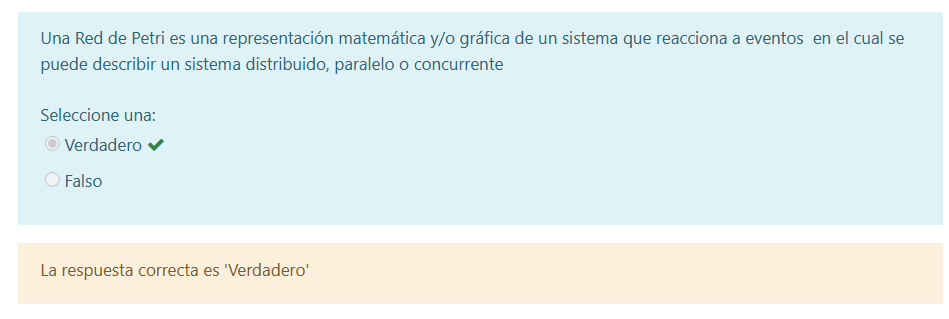 Una Red de Petri es una representación matemática y/o gráfica de un sistema que reacciona a eventos  en el cual se
puede describir un sistema distribuido, paralelo o concurrente
Seleccione una:
Verdadero
Falso
La respuesta correcta es 'Verdadero'